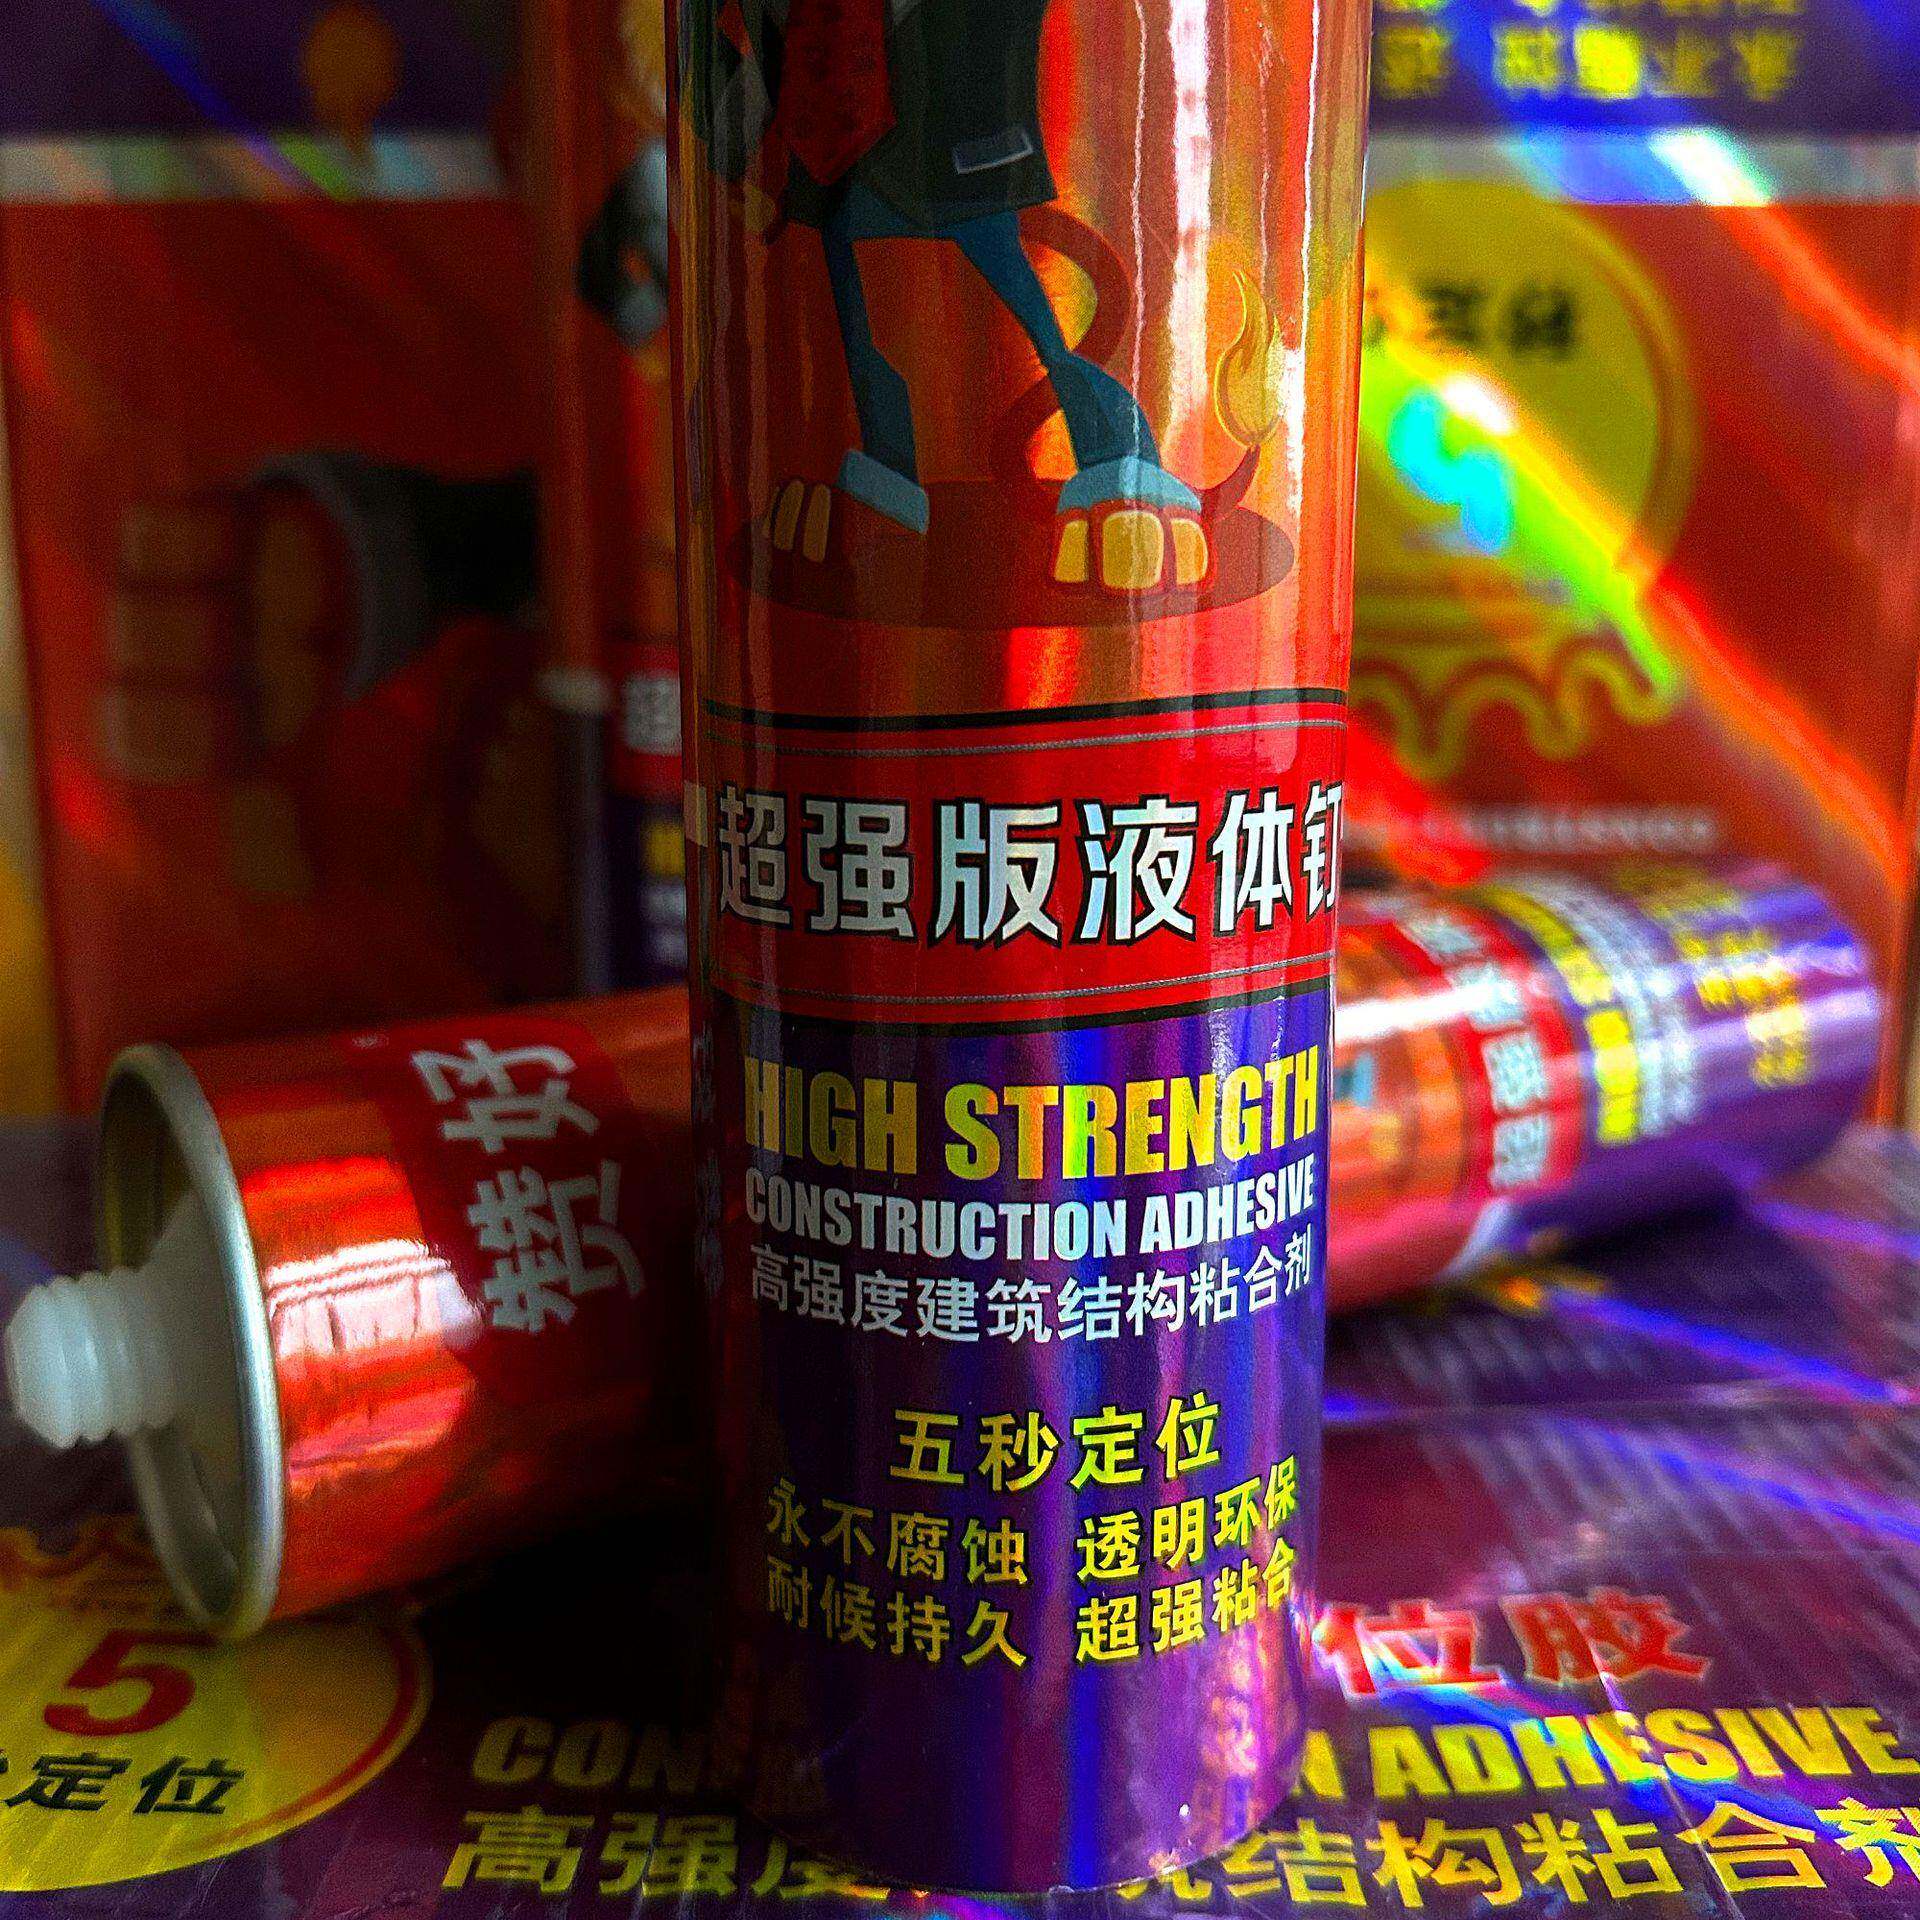 超强版液体钉
HIGH STRENGTH
CONSTRUCTION ADHESIVE
高强度建筑结构粘合剂
五秒定位
永不腐蚀 透明环保
耐候持久 超强粘合
赞好
5
定位
位胶
ADHESIVE
高强度
结构粘合剂